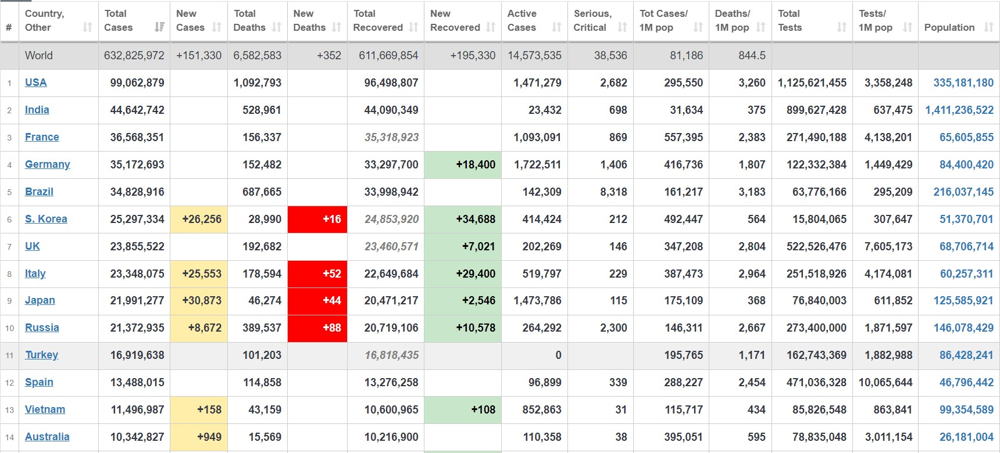 # Country, Other Total Cases New Cases Total Deaths New Deaths Total Recovered New Recovered Active Cases Serious, Critical Tot Cases/ 1M pop Deaths/ 1M pop Total Tests Tests/ 1M pop Population
World 632,825,972 +151,330 6,582,583 +352 611,669,854 +195,330 14,573,535 38,536 81,186 844.5
1 USA 99,062,879 1,092,793 96,498,807 1,471,279 2,682 295,550 3,260 1,125,621,455 3,358,248 335,181,180
2 India 44,642,742 528,961 44,090,349 23,432 698 31,634 375 899,627,428 637,475 1,411,236,522
3 France 36,568,351 156,337 35,318,923 1,093,091 869 557,395 2,383 271,490,188 4,138,201 65,605,855
4 Germany 35,172,693 152,482 33,297,700 +18,400 1,722,511 1,406 416,736 1,807 122,332,384 1,449,429 84,400,420
5 Brazil 34,828,916 687,665 33,998,942 142,309 8,318 161,217 3,183 63,776,166 295,209 216,037,145
6 S. Korea 25,297,334 +26,256 28,990 +16 24,853,920 +34,688 414,424 212 492,447 564 15,804,065 307,647 51,370,701
7 UK 23,855,522 192,682 23,460,571 +7,021 202,269 146 347,208 2,804 522,526,476 7,605,173 68,706,714
8 Italy 23,348,075 +25,553 178,594 +52 22,649,684 +29,400 519,797 229 387,473 2,964 251,518,926 4,174,081 60,257,311
9 Japan 21,991,277 +30,873 46,274 +44 20,471,217 +2,546 1,473,786 115 175,109 368 76,840,003 611,852 125,585,921
10 Russia 21,372,935 +8,672 389,537 +88 20,719,106 +10,578 264,292 2,300 146,311 2,667 273,400,000 1,871,597 146,078,429
11 Turkey 16,919,638 101,203 16,818,435 0 195,765 1,171 162,743,369 1,882,988 86,428,241
12 Spain 13,488,015 114,858 13,276,258 96,899 339 288,227 2,454 471,036,328 10,065,644 46,796,442
13 Vietnam 11,496,987 +158 43,159 10,600,965 +108 852,863 31 115,717 434 85,826,548 863,841 99,354,589
14 Australia 10,342,827 +949 15,569 10,216,900 110,358 38 395,051 595 78,835,048 3,011,154 26,181,004